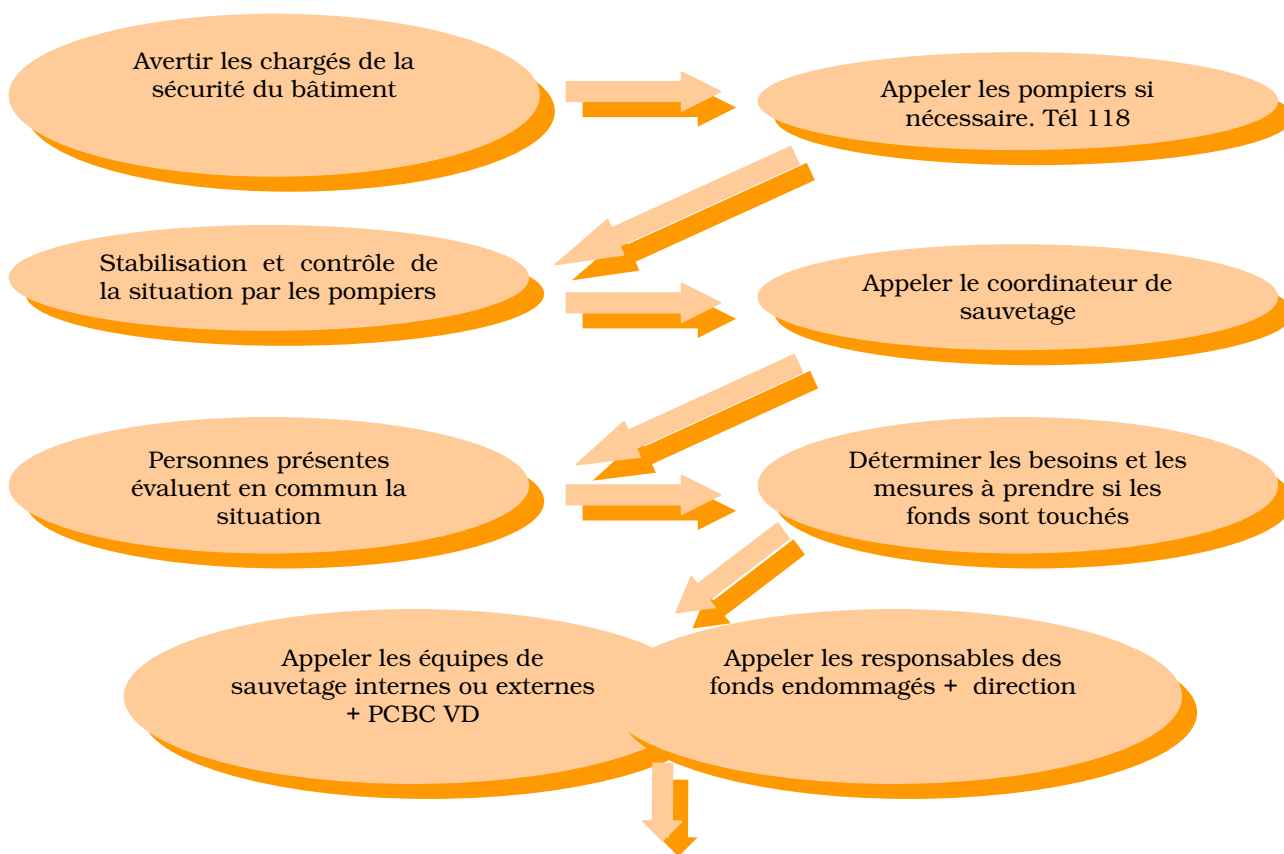 Avertir les chargés de la
sécurité du bâtiment
Appeler les pompiers si
nécessaire. Tél 118
Stabilisation et contrôle de
la situation par les pompiers
Appeler le coordinateur de
sauvetage
Personnes présentes
évaluent en commun la
situation
Déterminer les besoins et les
mesures à prendre si les
fonds sont touchés
Appeler les équipes de
sauvetage internes ou externes
+ PCBC VD
Appeler les responsables des
fonds endommagés + direction